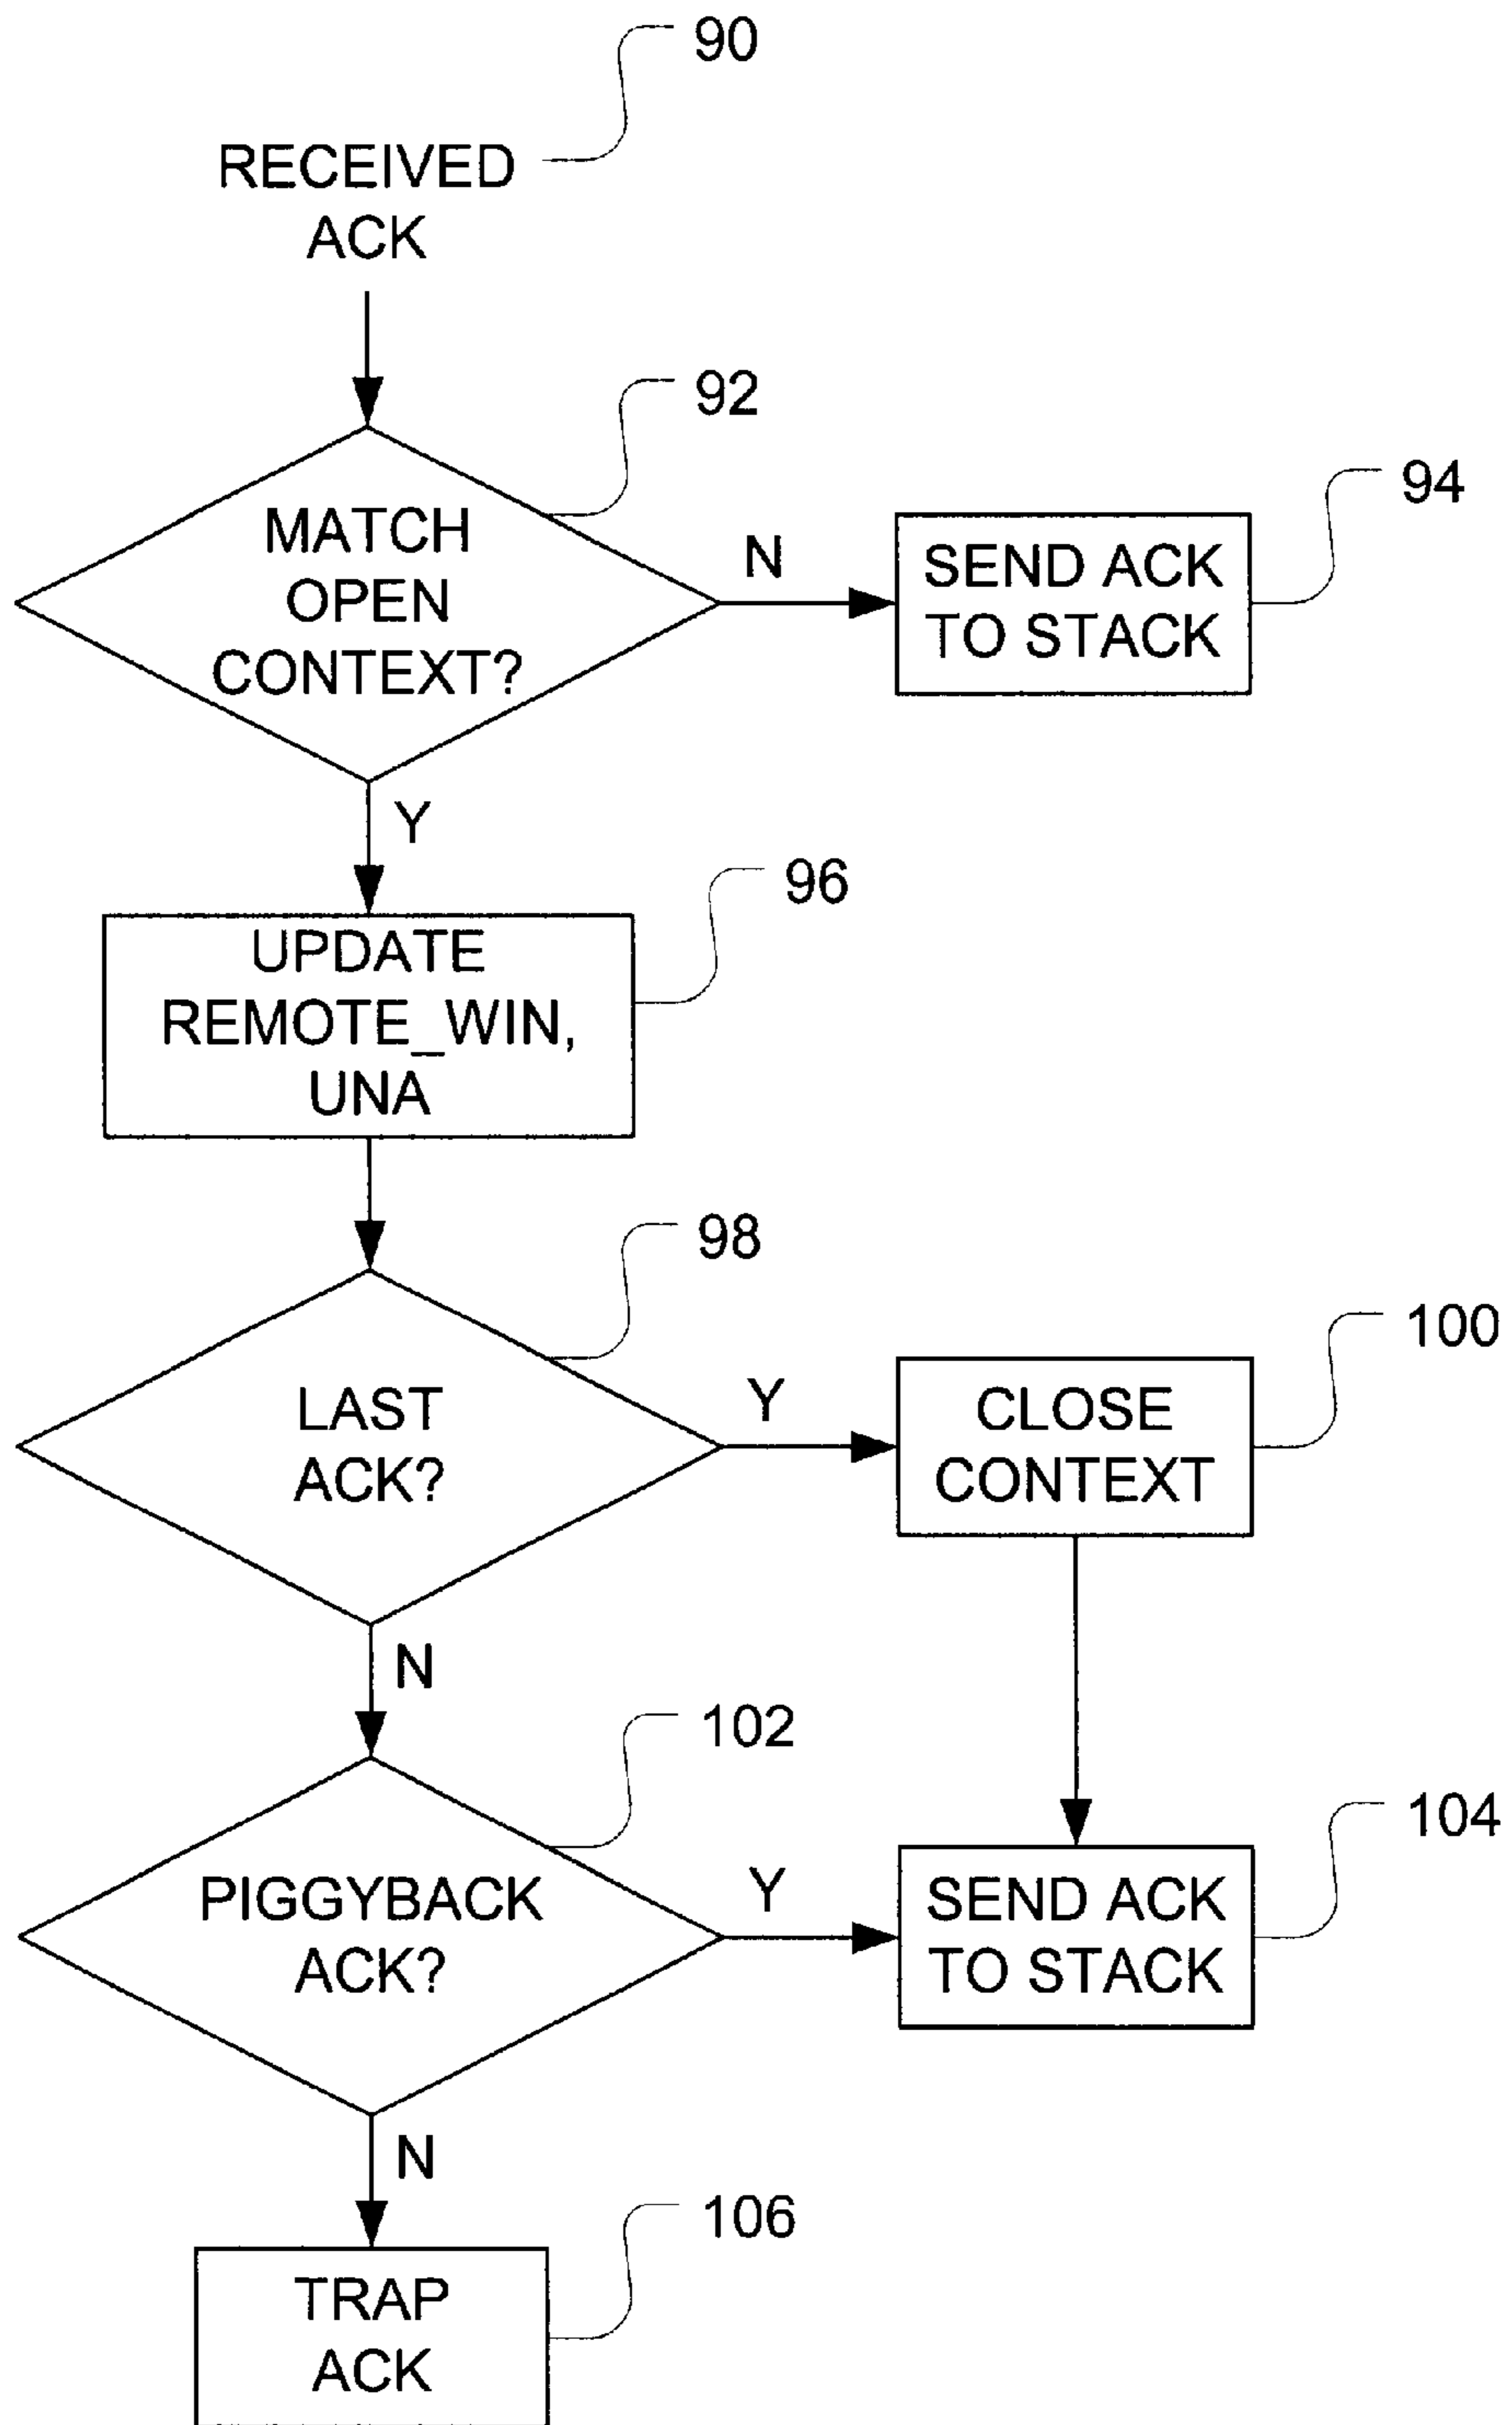 90
RECEIVED
ACK
92
MATCH
OPEN
CONTEXT?
N
94
SEND ACK
TO STACK
Y
96
UPDATE
REMOTE_WIN,
UNA
98
LAST
ACK?
Y
100
CLOSE
CONTEXT
N
102
PIGGYBACK
ACK?
Y
104
SEND ACK
TO STACK
N
106
TRAP
ACK